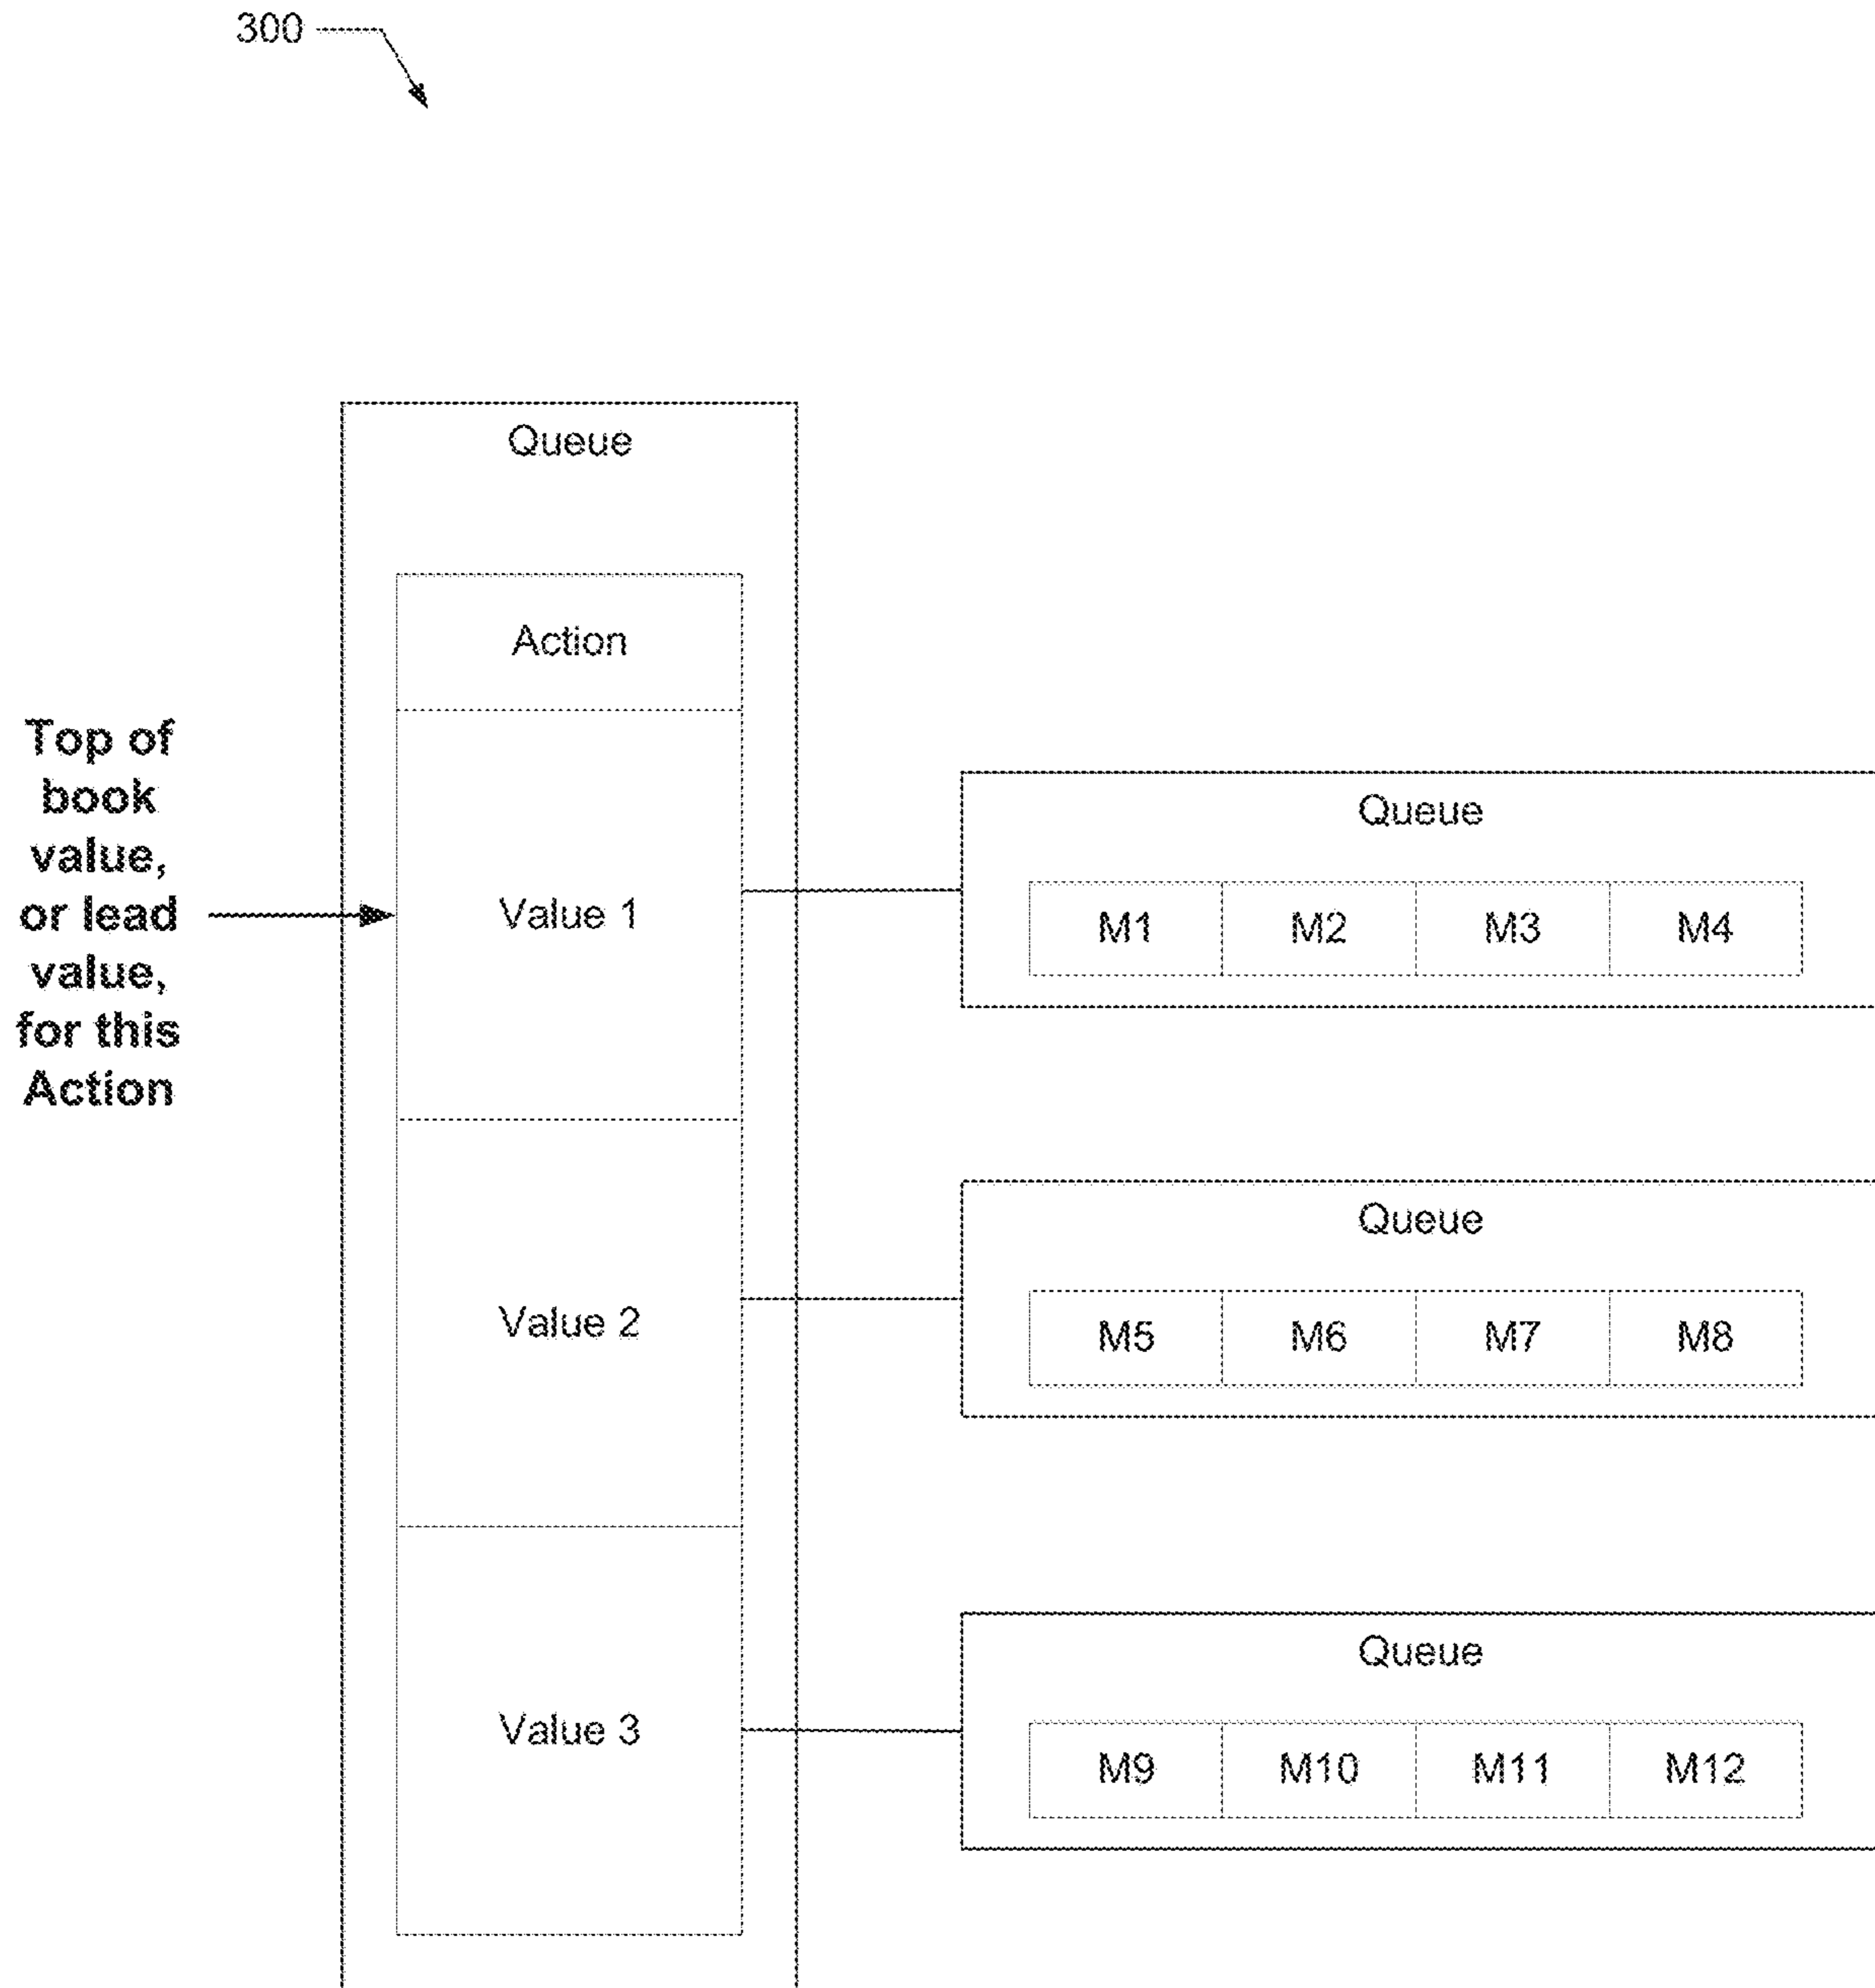 300
Queue
Action
Top of
book
value,
or lead
value,
for this
Action
Value 1
Queue
M1 M2 M3 M4
Value 2
Queue
M5 M6 M7 M8
Value 3
Queue
M9 M10 M11 M12